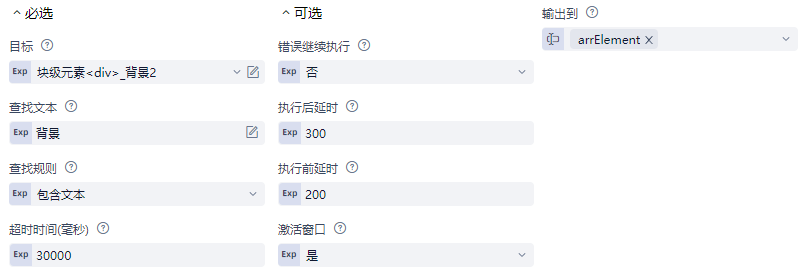 必选
目标
Exp 块级元素<div>_背景2
查找文本
Exp 背景
查找规则
Exp 包含文本
超时时间(毫秒)
Exp 30000
可选
错误继续执行
Exp 否
执行后延时
Exp 300
执行前延时
Exp 200
激活窗口
Exp 是
输出到
arrElement